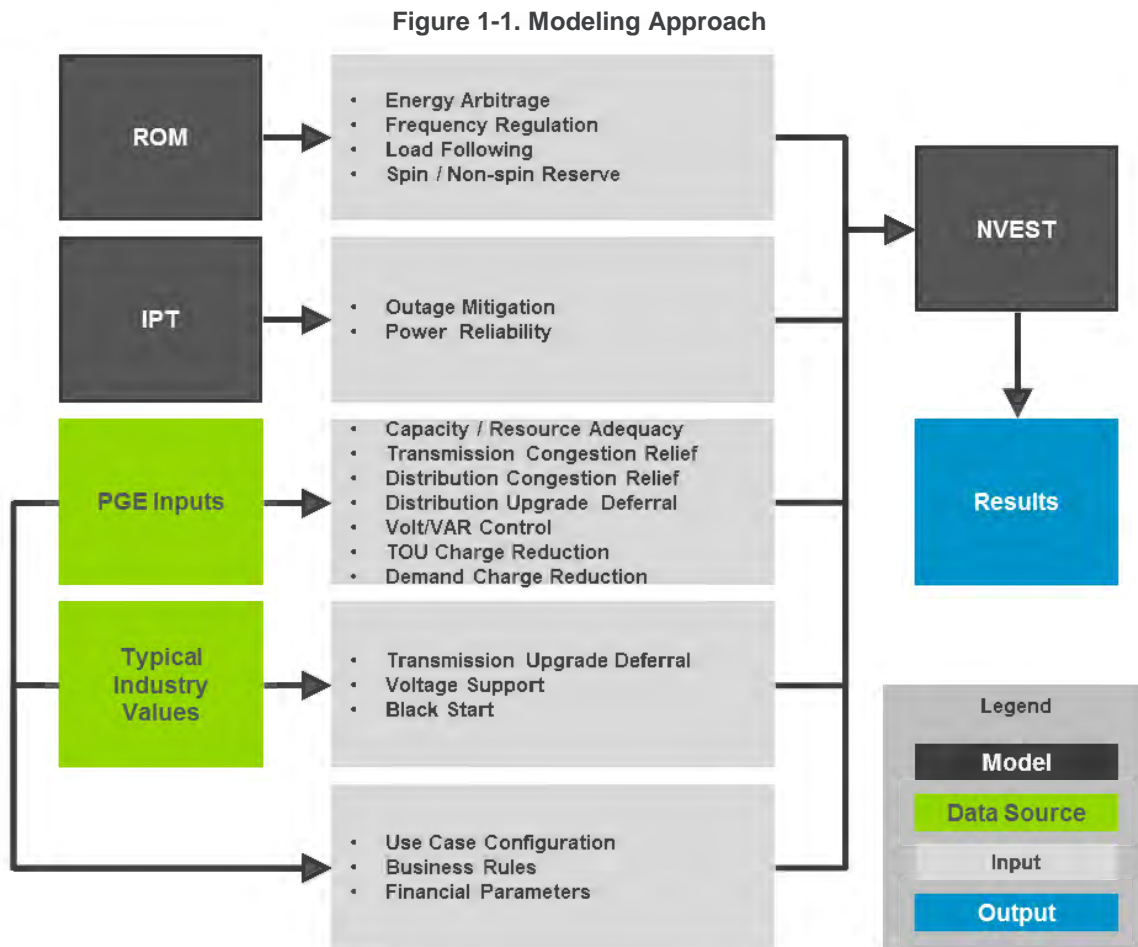 Figure 1-1. Modeling Approach
ROM
• Energy Arbitrage
• Frequency Regulation
• Load Following
• Spin / Non-spin Reserve
NVEST
IPT
• Outage Mitigation
• Power Reliability
PGE Inputs
• Capacity / Resource Adequacy
• Transmission Congestion Relief
• Distribution Congestion Relief
• Distribution Upgrade Deferral
• Volt/VAR Control
• TOU Charge Reduction
• Demand Charge Reduction
Results
Typical
Industry
Values
• Transmission Upgrade Deferral
• Voltage Support
• Black Start
• Use Case Configuration
• Business Rules
• Financial Parameters
Legend
Model
Data Source
Input
Output